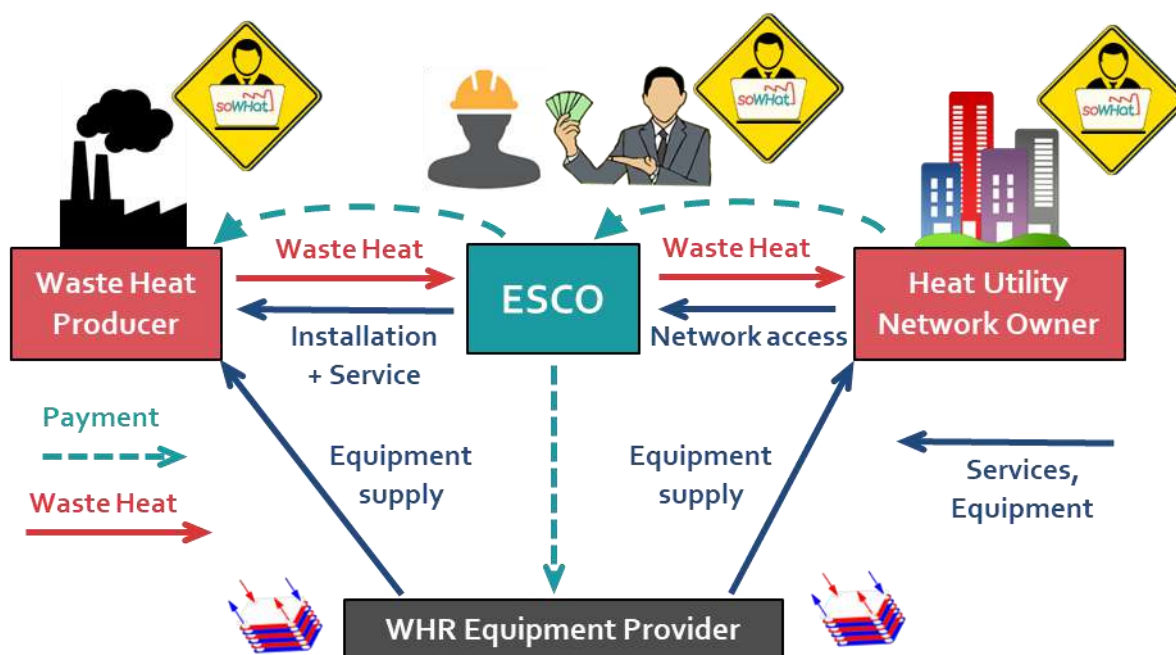 soWHat
soWHat
soWHat
Waste Heat
Producer
Waste Heat
ESCO
Waste Heat
Heat Utility
Network Owner
Installation
+ Service
Network access
Payment
Waste Heat
Equipment
supply
Equipment
supply
Services,
Equipment
WHR Equipment Provider